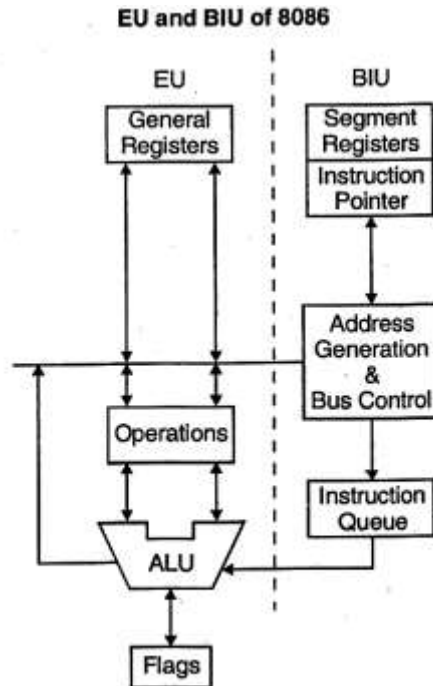 EU and BIU of 8086
EU
BIU
General
Registers
Segment
Registers
Instruction
Pointer
Address
Generation
&
Bus Control
Operations
Instruction
Queue
ALU
Flags